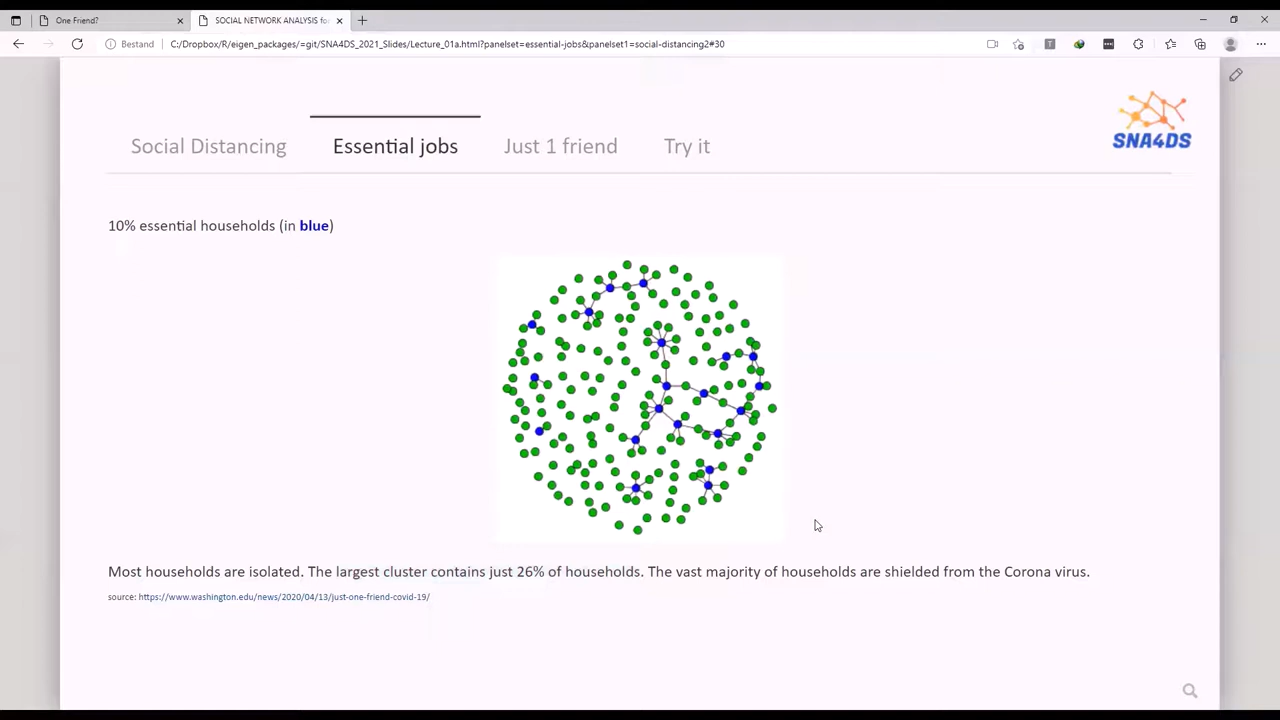 One Friend?
SOCIAL NETWORK ANALYSIS for
Bestand
C:/Dropbox/R/eigen_packages/=git/SNA4DS_2021_Slides/Lecture_01a.html?panelset=essential-jobs&panelset1=social-distancing2#30
SNA4DS
Social Distancing Essential jobs Just 1 friend Try it
10% essential households (in blue)
Most households are isolated. The largest cluster contains just 26% of households. The vast majority of households are shielded from the Corona virus.
source: https://www.washington.edu/news/2020/04/13/just-one-friend-covid-19/